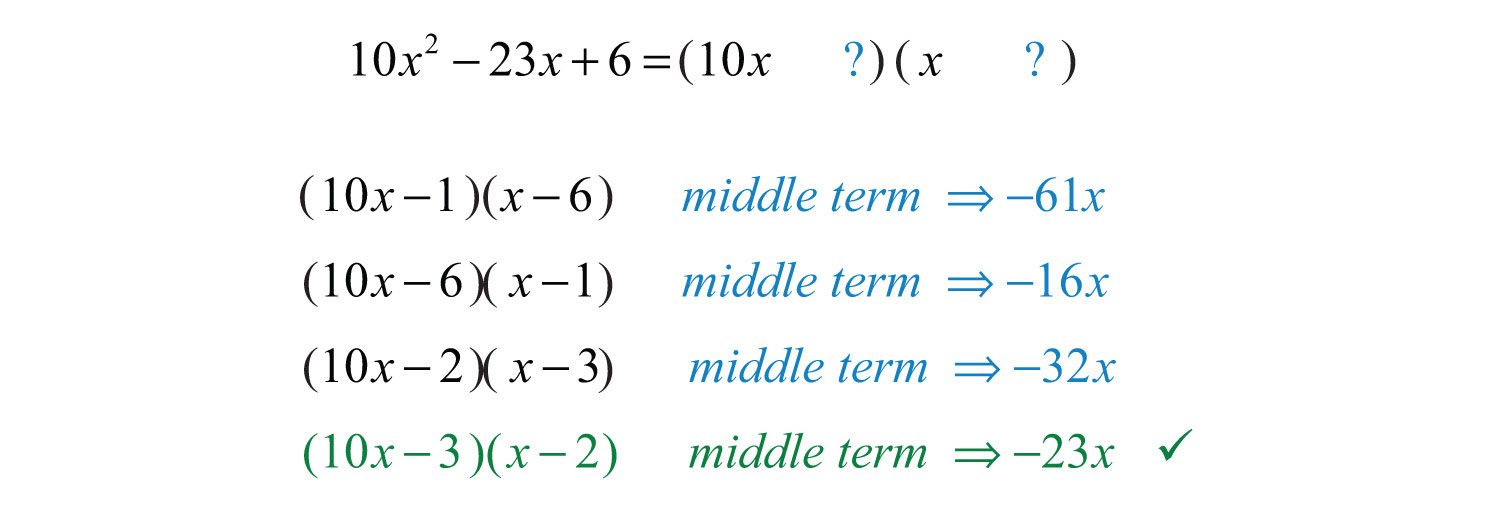 10x² − 23x + 6 = (10x ?)(x ?)
(10x − 1)(x − 6) middle term ⇒ −61x
(10x − 6)(x − 1) middle term ⇒ −16x
(10x − 2)(x − 3) middle term ⇒ −32x
(10x − 3)(x − 2) middle term ⇒ −23x ✓